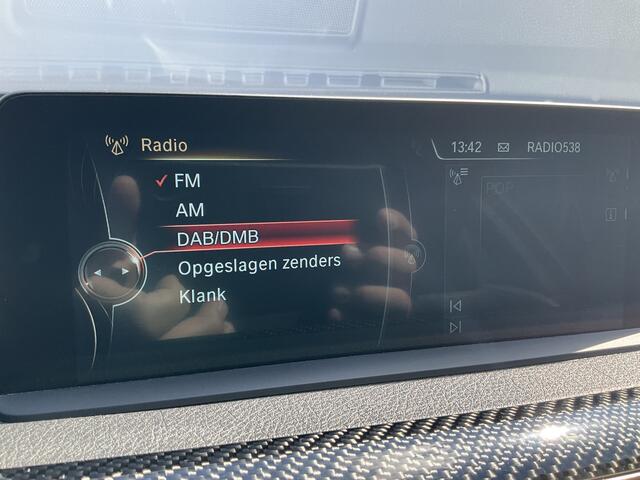 Radio
13:42 RADIO538
FM
AM
DAB/DMB
Opgeslagen zenders
Klank
POP